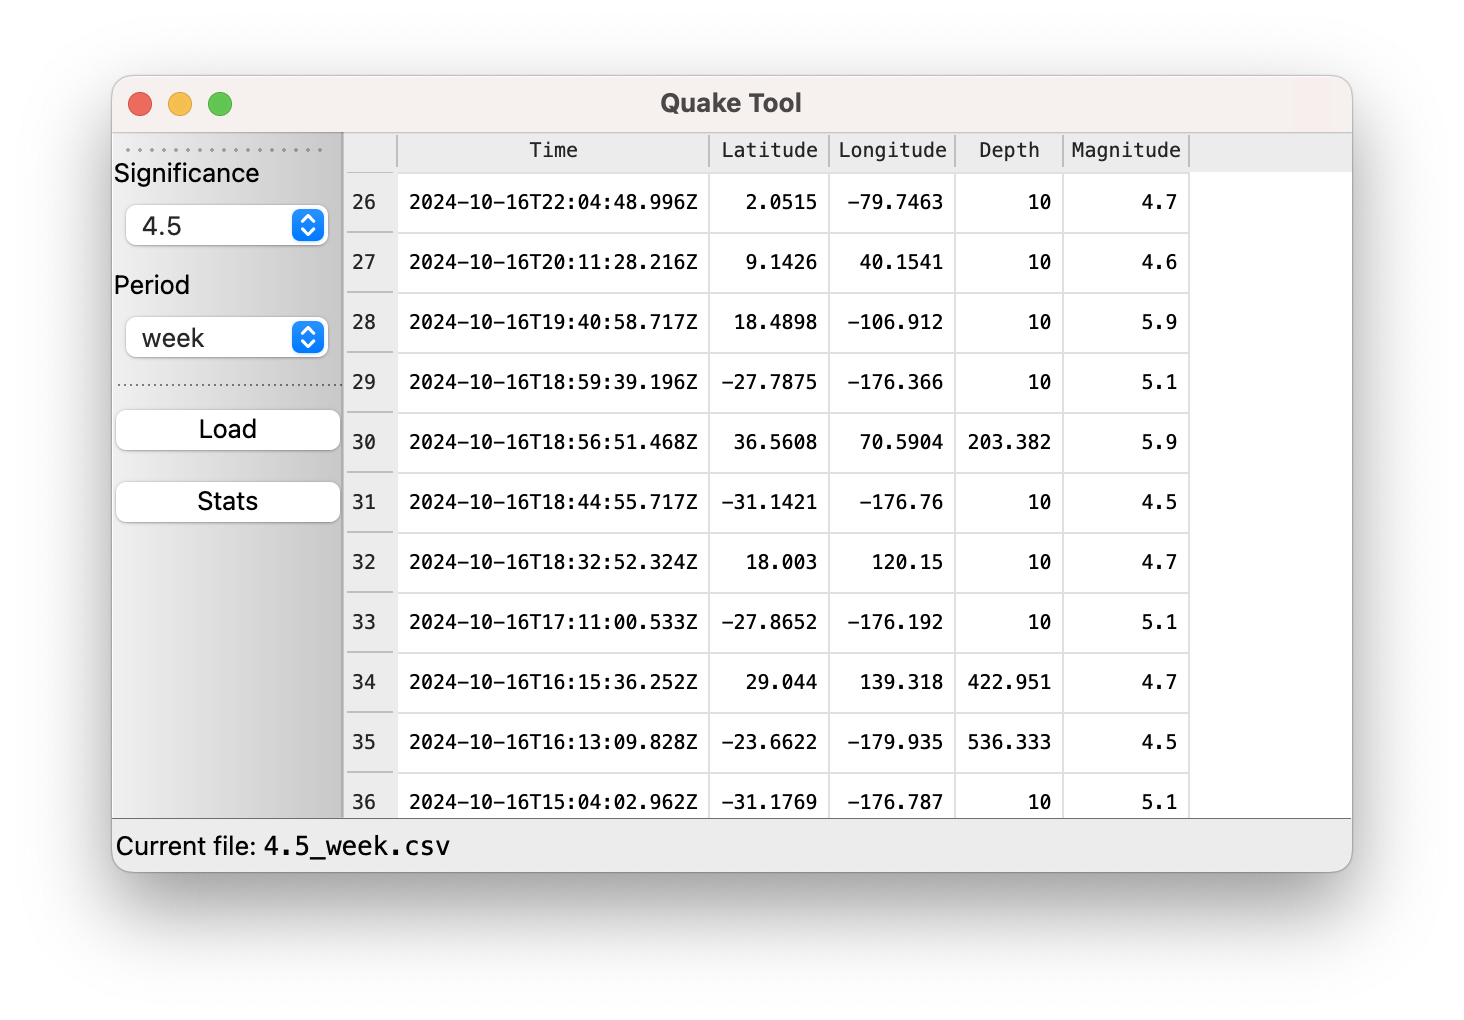 Quake Tool
Significance
4.5
Period
week
Load
Stats
Time Latitude Longitude Depth Magnitude
26 2024-10-16T22:04:48.996Z 2.0515 -79.7463 10 4.7
27 2024-10-16T20:11:28.216Z 9.1426 40.1541 10 4.6
28 2024-10-16T19:40:58.717Z 18.4898 -106.912 10 5.9
29 2024-10-16T18:59:39.196Z -27.7875 -176.366 10 5.1
30 2024-10-16T18:56:51.468Z 36.5608 70.5904 203.382 5.9
31 2024-10-16T18:44:55.717Z -31.1421 -176.76 10 4.5
32 2024-10-16T18:32:52.324Z 18.003 120.15 10 4.7
33 2024-10-16T17:11:00.533Z -27.8652 -176.192 10 5.1
34 2024-10-16T16:15:36.252Z 29.044 139.318 422.951 4.7
35 2024-10-16T16:13:09.828Z -23.6622 -179.935 536.333 4.5
36 2024-10-16T15:04:02.962Z -31.1769 -176.787 10 5.1
Current file: 4.5_week.csv